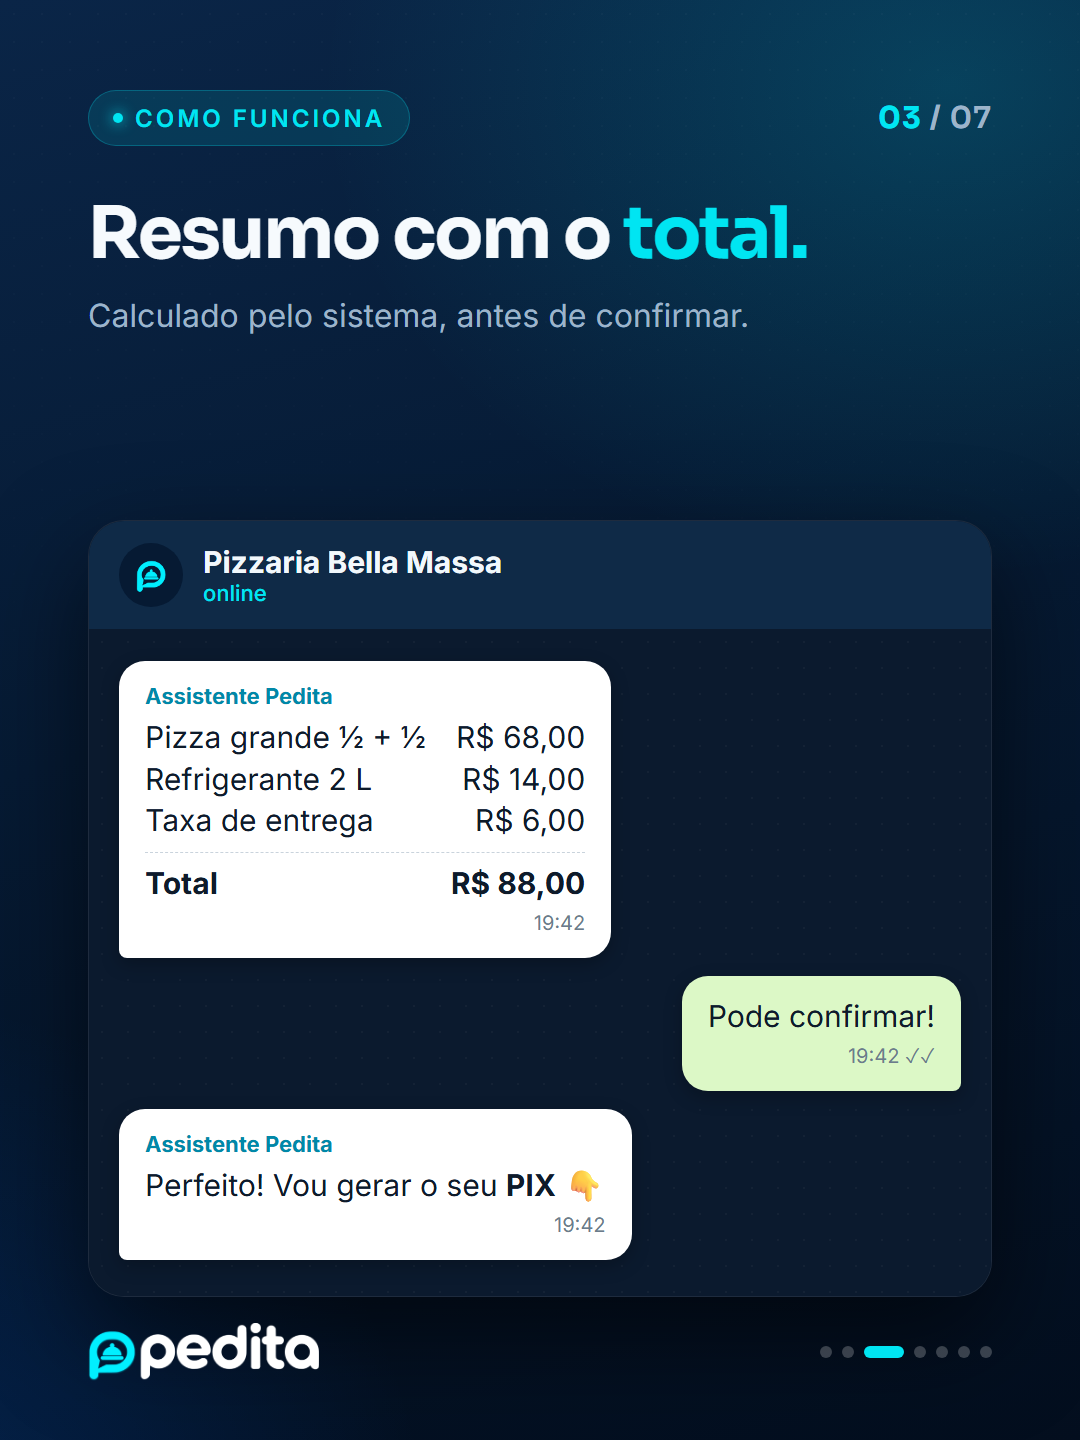 COMO FUNCIONA
03 / 07
Resumo com o total.
Calculado pelo sistema, antes de confirmar.
Pizzaria Bella Massa
online
Assistente Pedita
Pizza grande ½ + ½ R$ 68,00
Refrigerante 2 L R$ 14,00
Taxa de entrega R$ 6,00
Total R$ 88,00
19:42
Pode confirmar!
19:42 ✓✓
Assistente Pedita
Perfeito! Vou gerar o seu PIX 👇
19:42
pedita